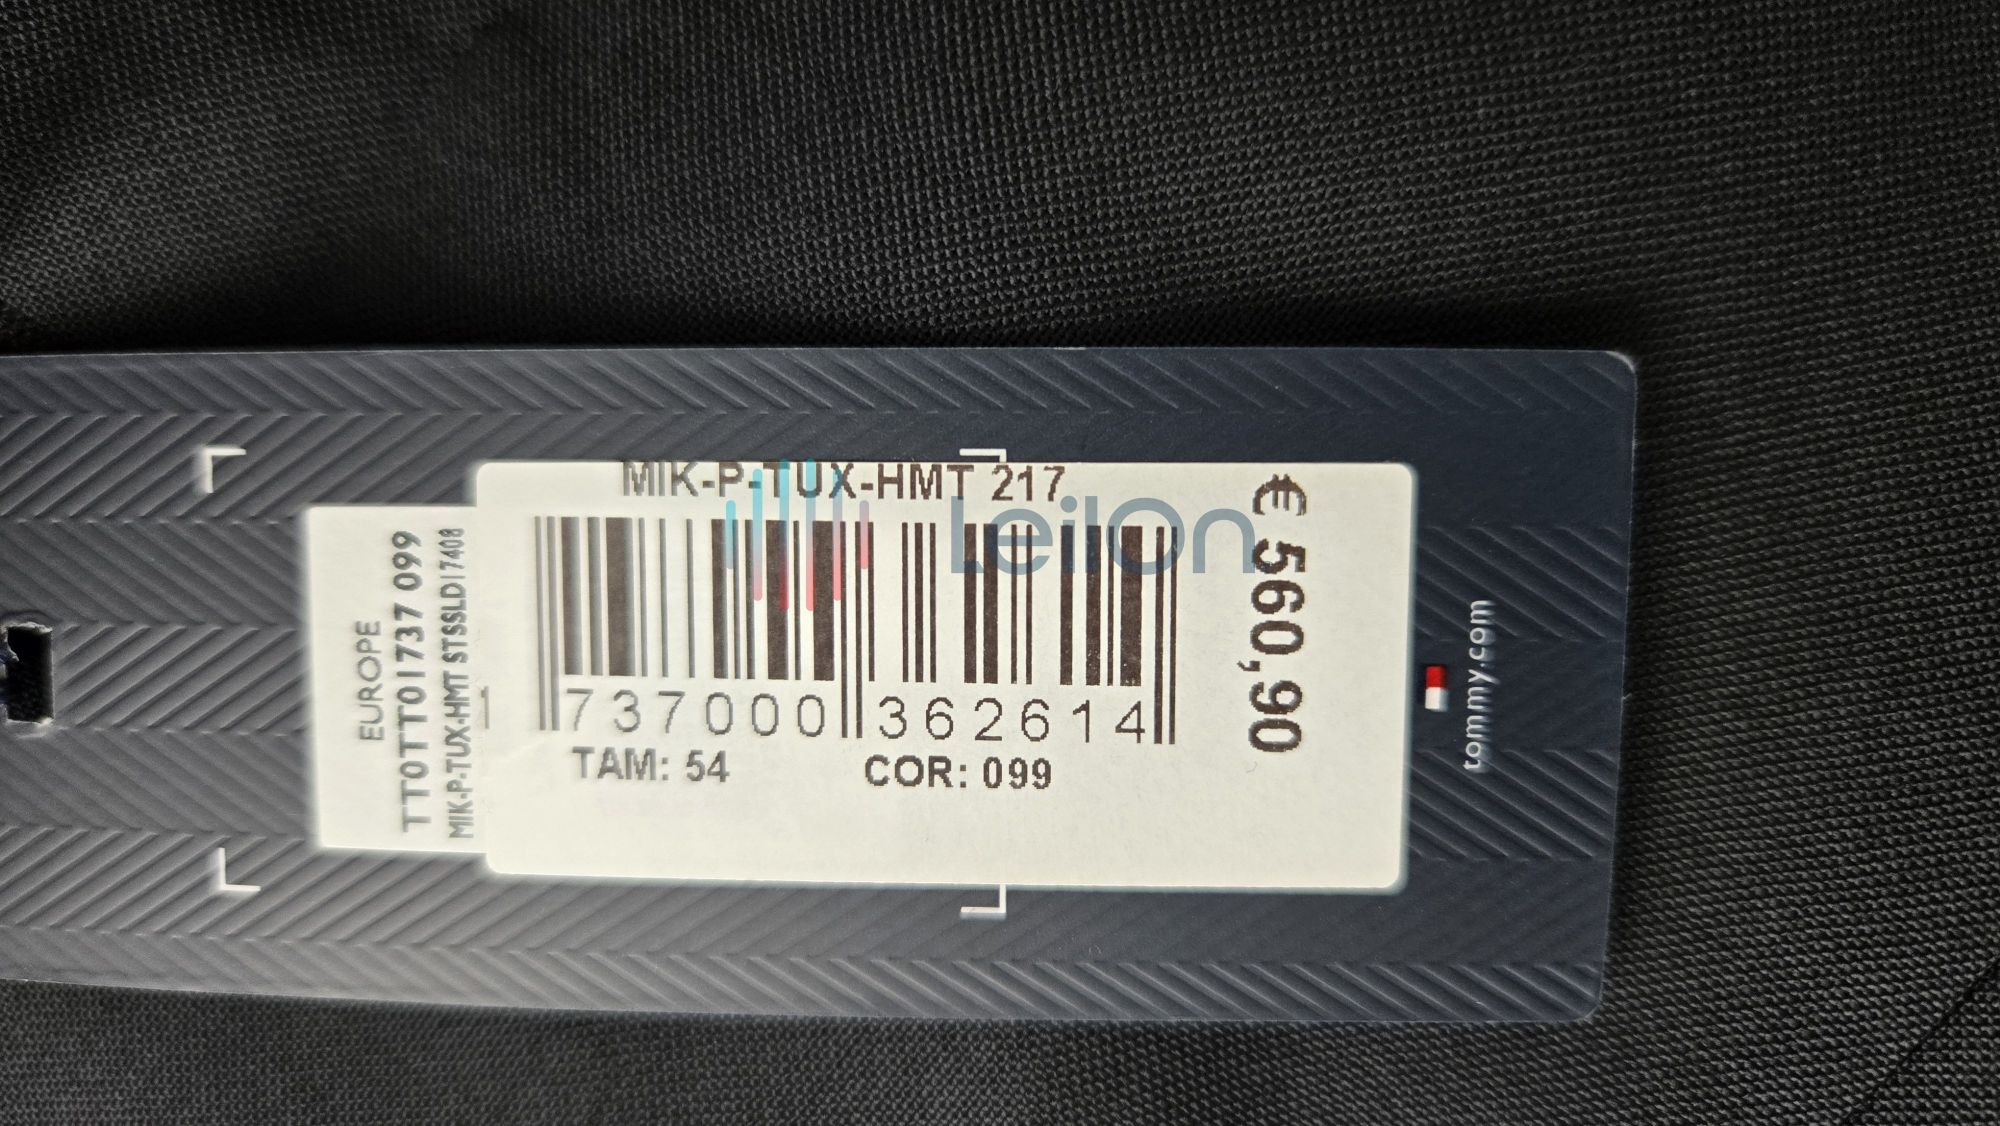 EUROPE
TT0TT01737 099
MIK-P-TUX-HMT STSSLD17408
MIK-P-TUX-HMT 217
737000 362614
TAM: 54 COR: 099
€ 560,90
tommy.com
LeilOn